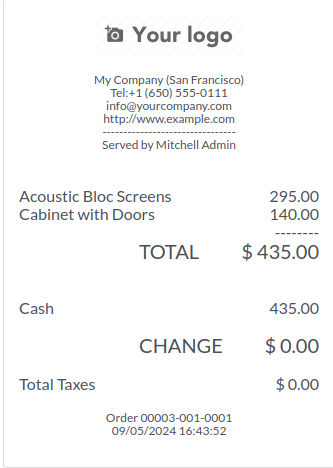 Your logo
My Company (San Francisco)
Tel:+1 (650) 555-0111
info@yourcompany.com
http://www.example.com
--------------------------------
Served by Mitchell Admin
Acoustic Bloc Screens 295.00
Cabinet with Doors 140.00
--------
TOTAL $ 435.00
Cash 435.00
CHANGE $ 0.00
Total Taxes $ 0.00
Order 00003-001-0001
09/05/2024 16:43:52